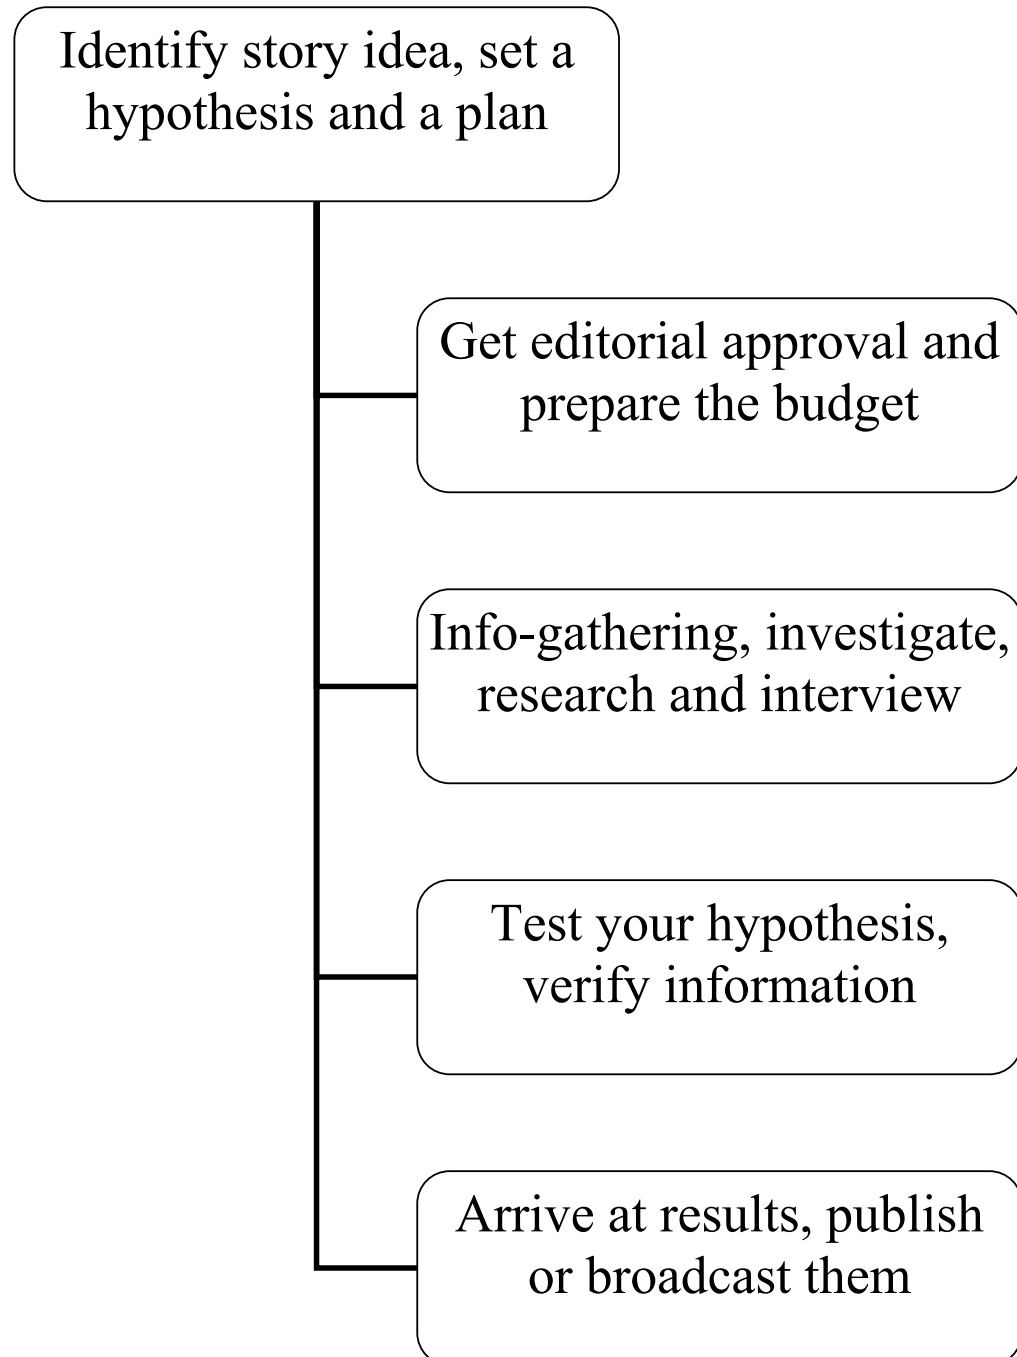 Identify story idea, set a
hypothesis and a plan
Get editorial approval and
prepare the budget
Info-gathering, investigate,
research and interview
Test your hypothesis,
verify information
Arrive at results, publish
or broadcast them